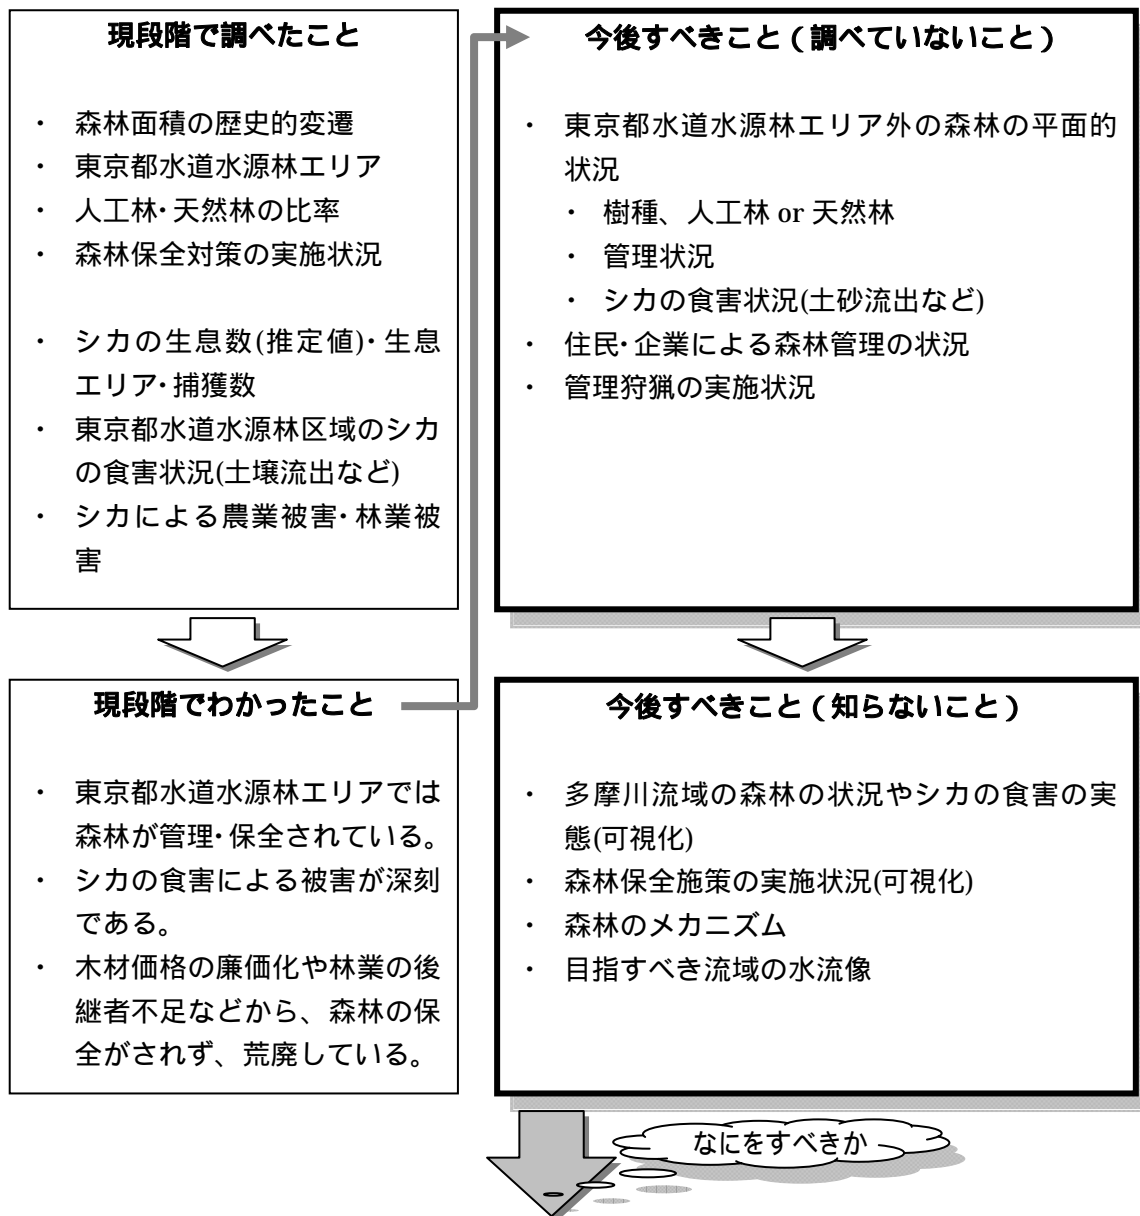 現段階で調べたこと
・ 森林面積の歴史的変遷
・ 東京都水道水源林エリア
・ 人工林・天然林の比率
・ 森林保全対策の実施状況
・ シカの生息数(推定値)・生息
エリア・捕獲数
・ 東京都水道水源林区域のシカ
の食害状況(土壌流出など)
・ シカによる農業被害・林業被
害
今後すべきこと（調べていないこと）
・ 東京都水道水源林エリア外の森林の平面的
状況
・ 樹種、人工林 or 天然林
・ 管理状況
・ シカの食害状況(土砂流出など)
・ 住民・企業による森林管理の状況
・ 管理狩猟の実施状況
現段階でわかったこと
・ 東京都水道水源林エリアでは
森林が管理・保全されている。
・ シカの食害による被害が深刻
である。
・ 木材価格の廉価化や林業の後
継者不足などから、森林の保
全がされず、荒廃している。
今後すべきこと（知らないこと）
・ 多摩川流域の森林の状況やシカの食害の実
態(可視化)
・ 森林保全施策の実施状況(可視化)
・ 森林のメカニズム
・ 目指すべき流域の水流像
なにをすべきか